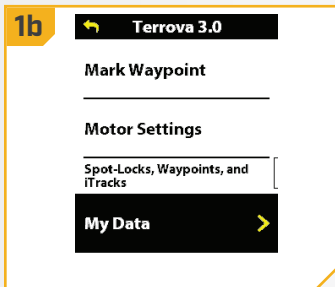 1b
Terrova 3.0
Mark Waypoint
Motor Settings
Spot-Locks, Waypoints, and
iTracks
My Data